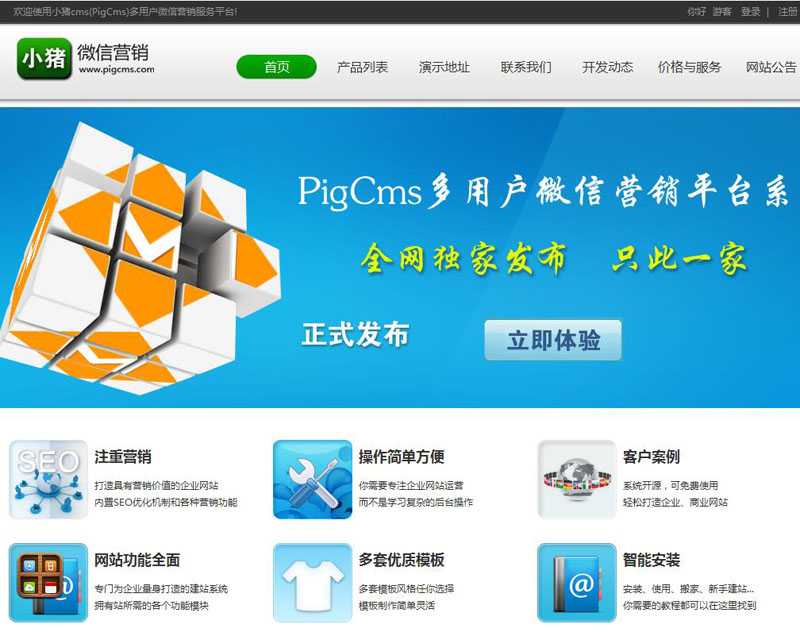 欢迎使用小猪cms(PigCms)多用户微信营销服务平台!
你好 游客 登录 | 注册
小猪 微信营销
www.pigcms.com
首页 产品列表 演示地址 联系我们 开发动态 价格与服务 网站公告
PigCms多用户微信营销平台系
全网独家发布 只此一家
正式发布 立即体验
SEO
注重营销
打造具有营销价值的企业网站
内置SEO优化机制和各种营销功能
操作简单方便
你需要专注企业网站运营
而不是学习复杂的后台操作
客户案例
系统开源，可免费使用
轻松打造企业、商业网站
@
网站功能全面
专门为企业量身打造的建站系统
拥有站所需的各个功能模块
多套优质模板
多套模板风格任你选择
模板制作简单灵活
@
智能安装
安装、使用、搬家、新手建站...
你需要的教程都可以在这里找到